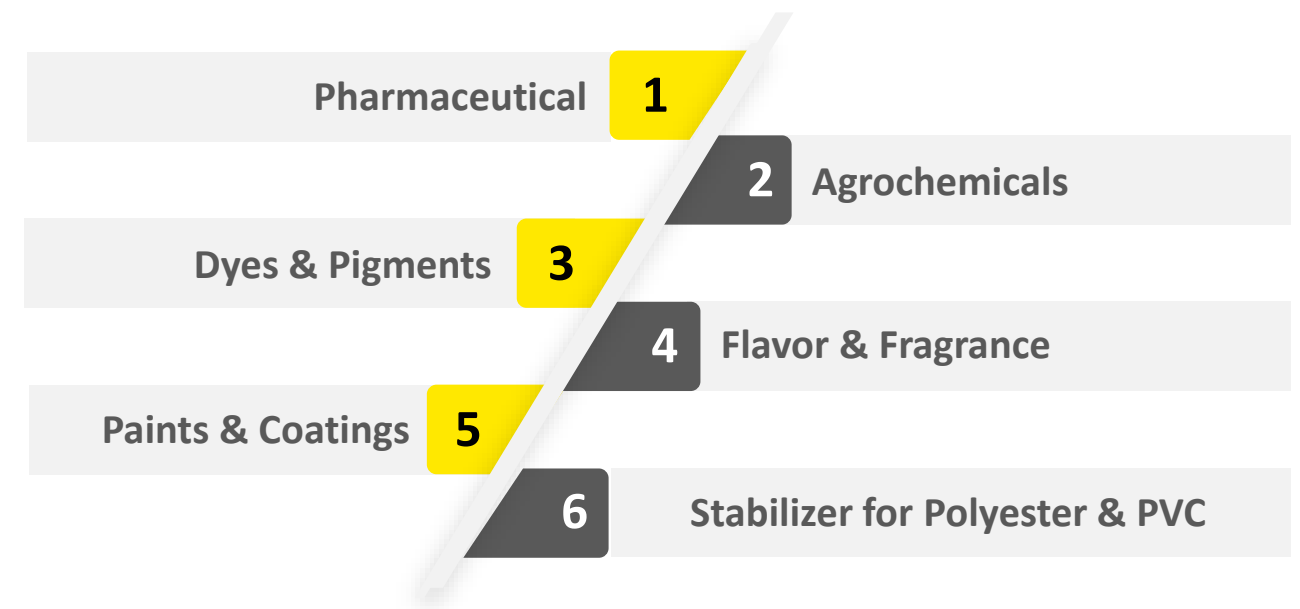 Pharmaceutical 1
2 Agrochemicals
Dyes & Pigments 3
4 Flavor & Fragrance
Paints & Coatings 5
6 Stabilizer for Polyester & PVC